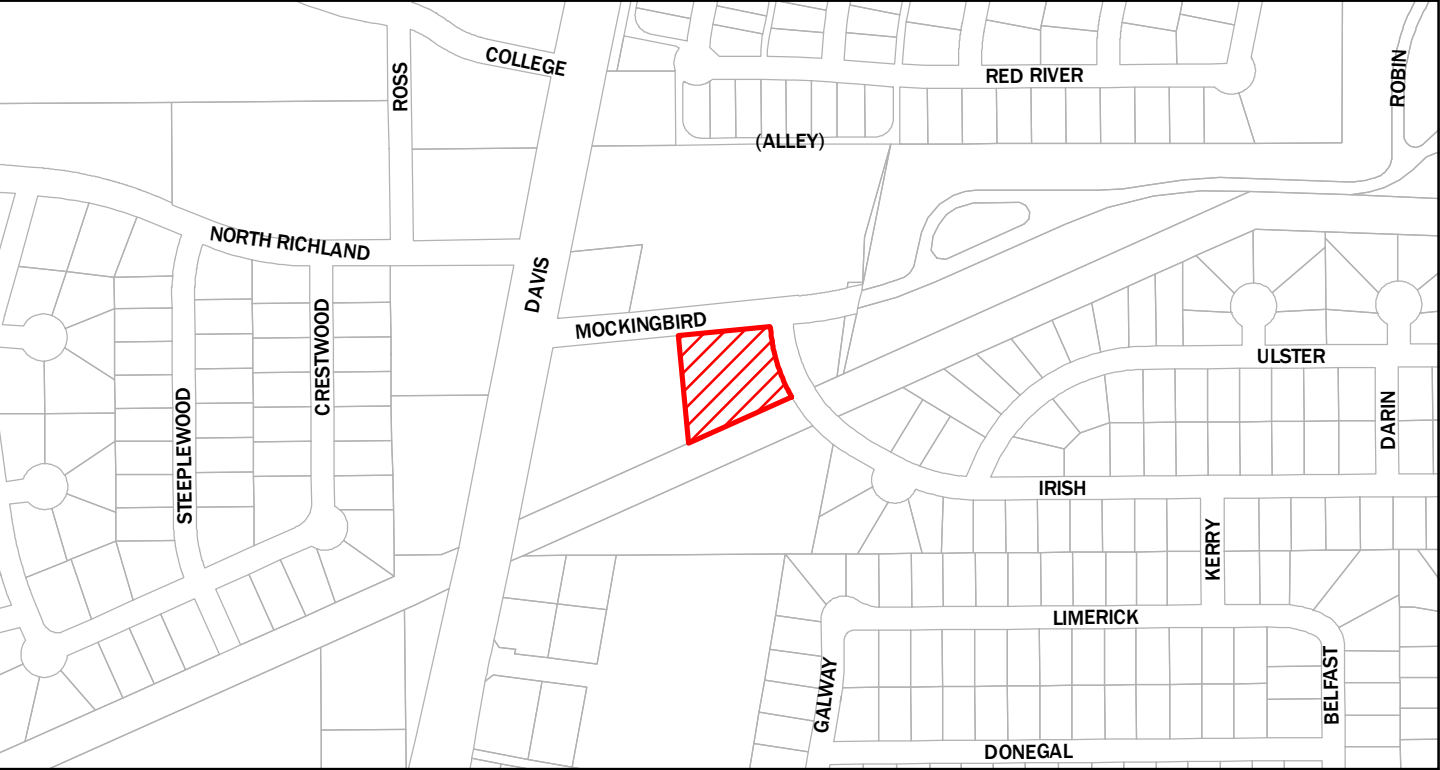 COLLEGE
ROSS
RED RIVER
ROBIN
(ALLEY)
NORTH RICHLAND
DAVIS
MOCKINGBIRD
CRESTWOOD
STEEPLEWOOD
ULSTER
DARIN
IRISH
KERRY
LIMERICK
GALWAY
BELFAST
DONEGAL